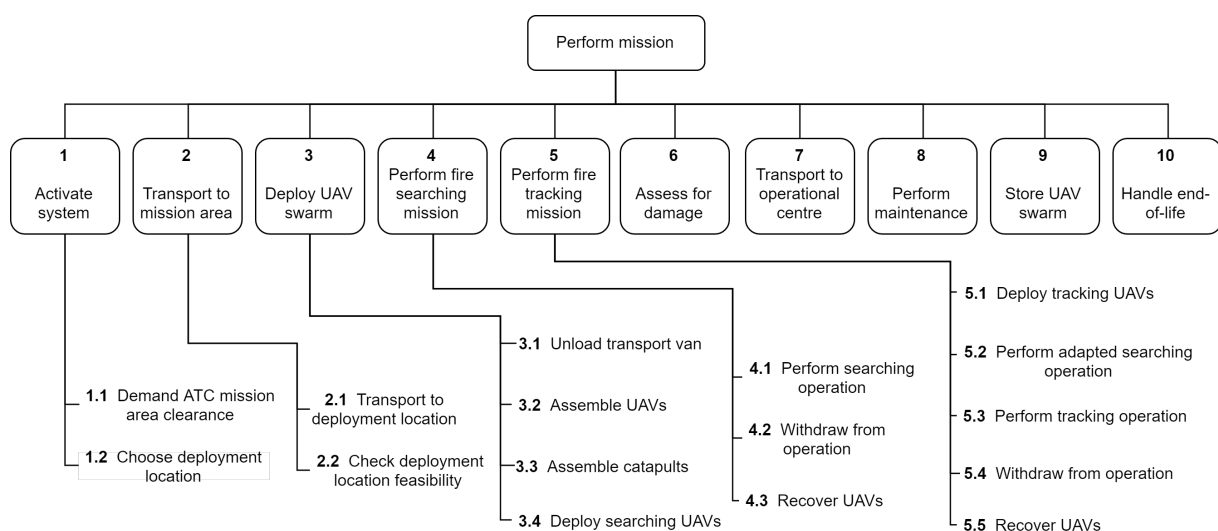 Perform mission
1
Activate
system
2
Transport to
mission area
3
Deploy UAV
swarm
4
Perform fire
searching
mission
5
Perform fire
tracking
mission
6
Assess for
damage
7
Transport to
operational
centre
8
Perform
maintenance
9
Store UAV
swarm
10
Handle end-
of-life
1.1 Demand ATC mission
area clearance
1.2 Choose deployment
location
2.1 Transport to
deployment location
2.2 Check deployment
location feasibility
3.1 Unload transport van
3.2 Assemble UAVs
3.3 Assemble catapults
3.4 Deploy searching UAVs
4.1 Perform searching
operation
4.2 Withdraw from
operation
4.3 Recover UAVs
5.1 Deploy tracking UAVs
5.2 Perform adapted searching
operation
5.3 Perform tracking operation
5.4 Withdraw from operation
5.5 Recover UAVs